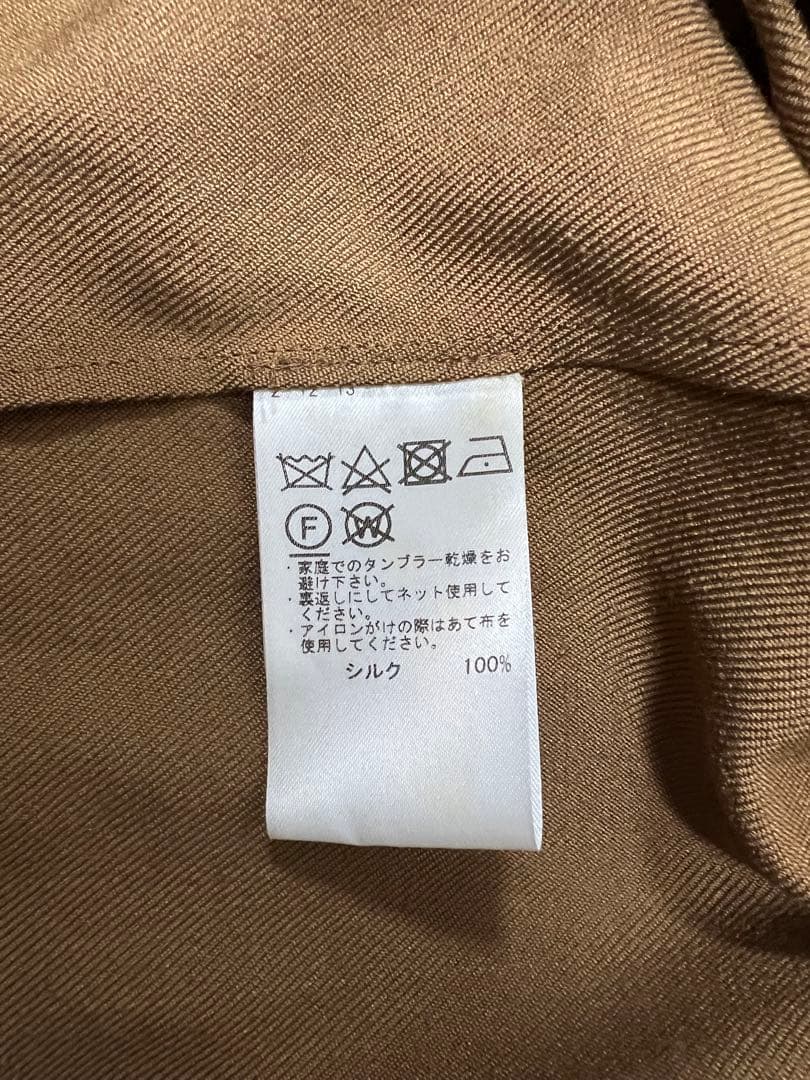 F W
・家庭でのタンブラー乾燥をお
避け下さい。
・裏返しにしてネット使用して
ください。
・アイロンがけの際はあて布を
使用してください。
シルク 100%